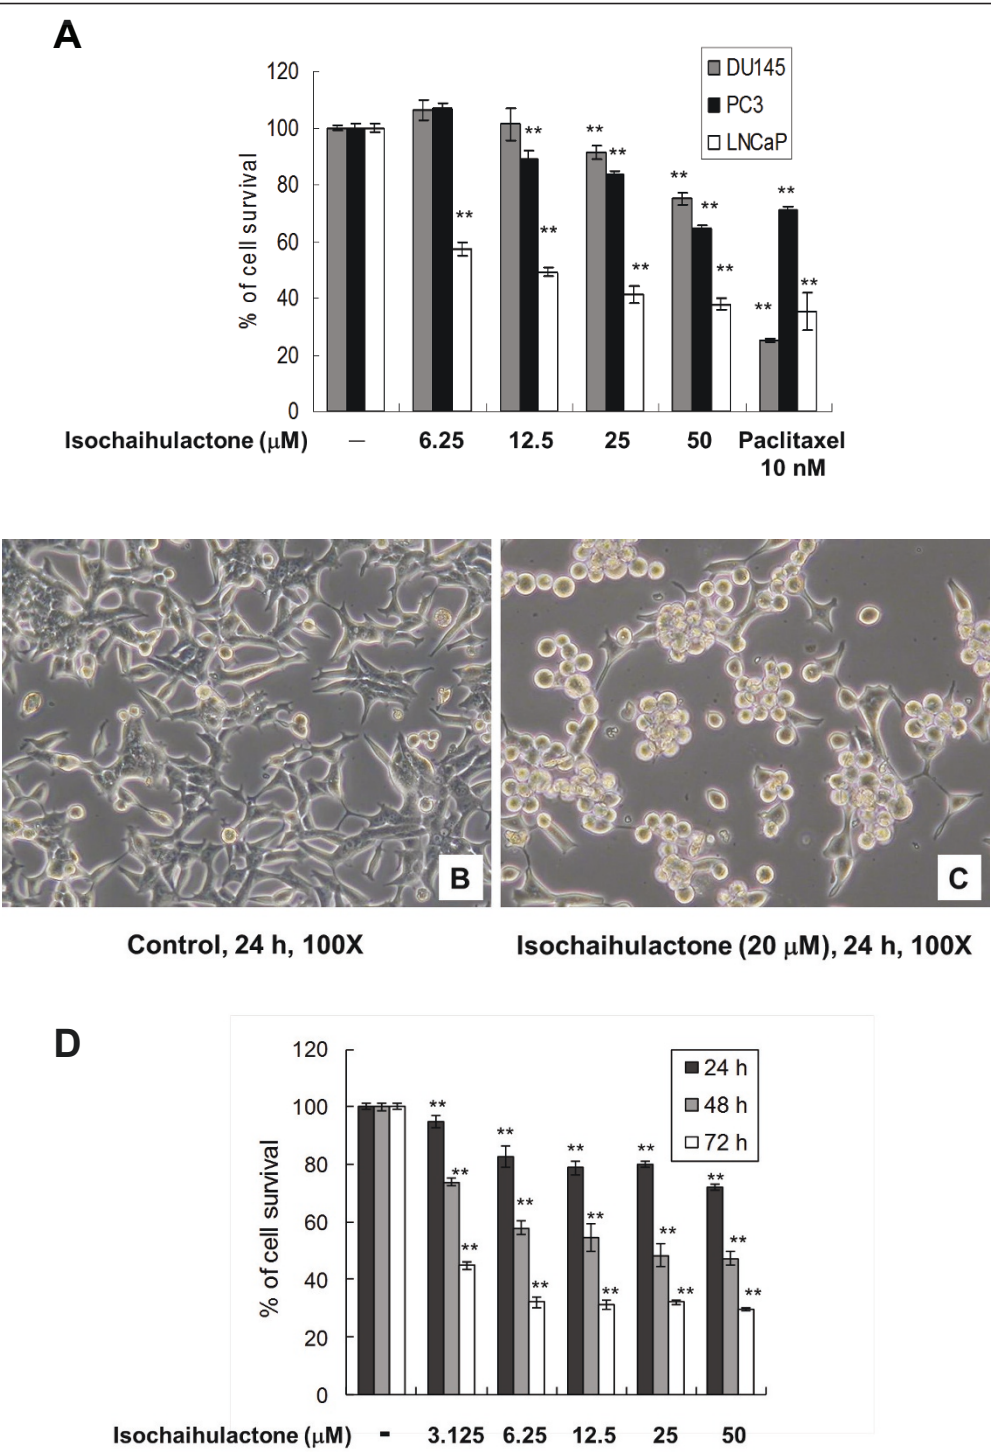 A
120
100
80
60
40
20
0
% of cell survival
DU145
PC3
LNCaP
** ** ** ** ** ** ** ** ** ** ** ** **
Isochaihulactone (μM) — 6.25 12.5 25 50 Paclitaxel
10 nM
B
C
Control, 24 h, 100X
Isochaihulactone (20 μM), 24 h, 100X
D
120
100
80
60
40
20
0
% of cell survival
24 h
48 h
72 h
** ** ** ** ** ** ** ** ** ** ** ** ** ** **
Isochaihulactone (μM) - 3.125 6.25 12.5 25 50